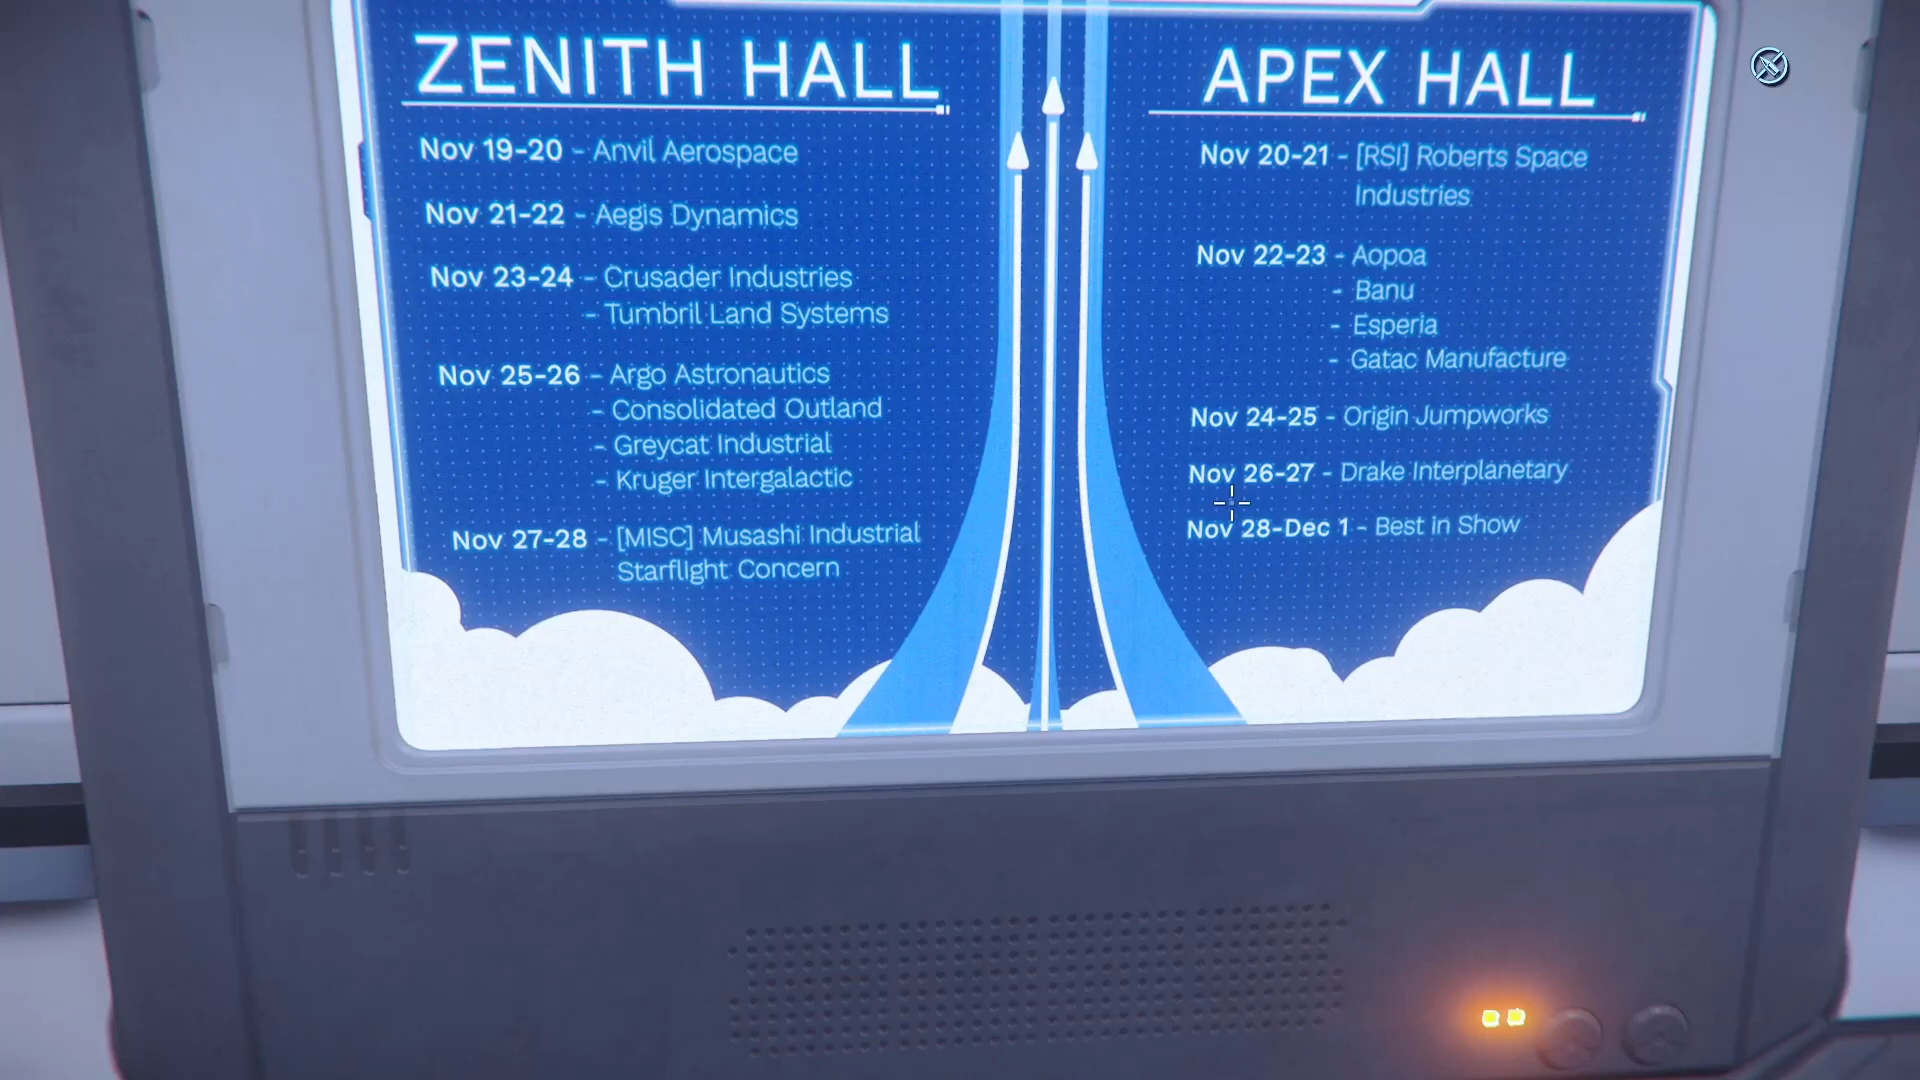 ZENITH HALL
Nov 19-20 - Anvil Aerospace
Nov 21-22 - Aegis Dynamics
Nov 23-24 - Crusader Industries
- Tumbril Land Systems
Nov 25-26 - Argo Astronautics
- Consolidated Outland
- Greycat Industrial
- Kruger Intergalactic
Nov 27-28 - [MISC] Musashi Industrial
Starflight Concern
APEX HALL
Nov 20-21 - [RSI] Roberts Space
Industries
Nov 22-23 - Aopoa
- Banu
- Esperia
- Gatac Manufacture
Nov 24-25 - Origin Jumpworks
Nov 26-27 - Drake Interplanetary
Nov 28-Dec 1 - Best in Show